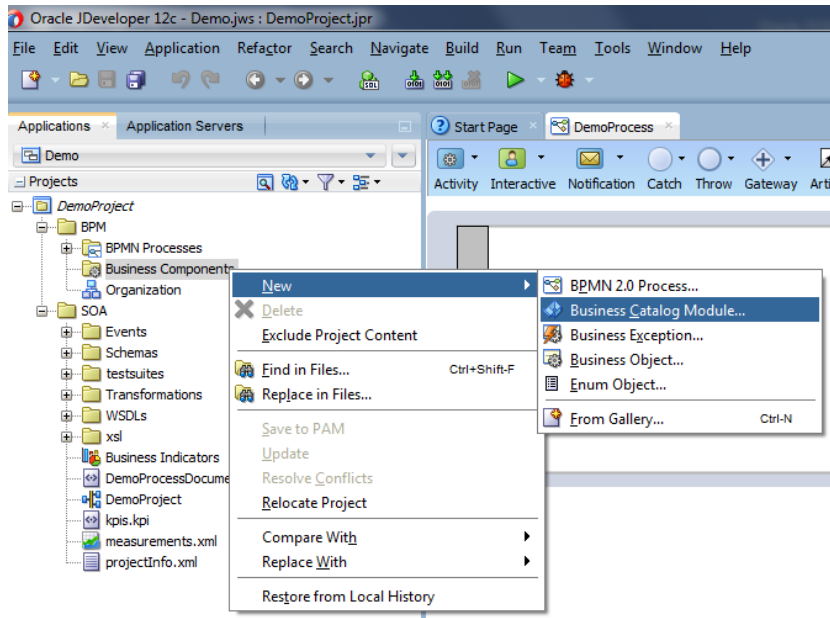 Oracle JDeveloper 12c - Demo.jws : DemoProject.jpr
File Edit View Application Refactor Search Navigate Build Run Team Tools Window Help
Applications Application Servers
Start Page DemoProcess
Demo
Projects
Activity Interactive Notification Catch Throw Gateway Arti
DemoProject
BPM
BPMN Processes
Business Components
Organization
SOA
Events
Schemas
testsuites
Transformations
WSDLs
xsl
Business Indicators
DemoProcessDocume
DemoProject
kpis.kpi
measurements.xml
projectInfo.xml
New
Delete
Exclude Project Content
Find in Files... Ctrl+Shift-F
Replace in Files...
Save to PAM
Update
Resolve Conflicts
Relocate Project
Compare With
Replace With
Restore from Local History
BPMN 2.0 Process...
Business Catalog Module...
Business Exception...
Business Object...
Enum Object...
From Gallery... Ctrl-N